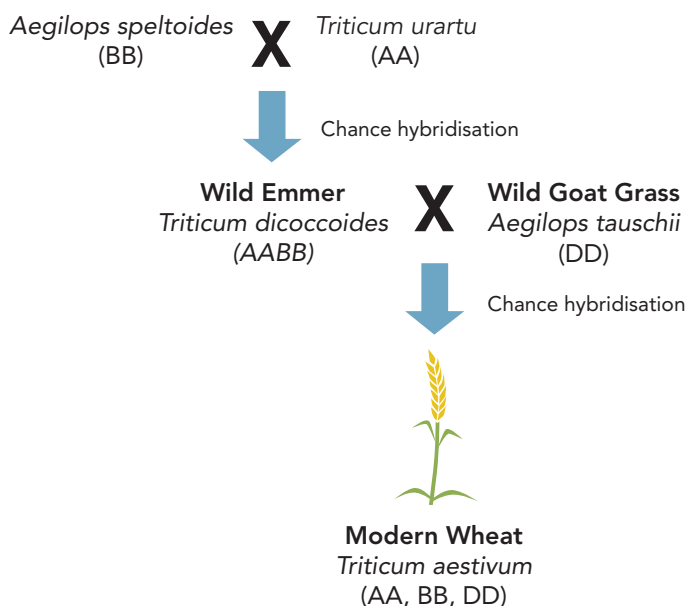 Aegilops speltoides
(BB)
X
Triticum urartu
(AA)
Chance hybridisation
Wild Emmer
Triticum dicoccoides
(AABB)
X
Wild Goat Grass
Aegilops tauschii
(DD)
Chance hybridisation
Modern Wheat
Triticum aestivum
(AA, BB, DD)